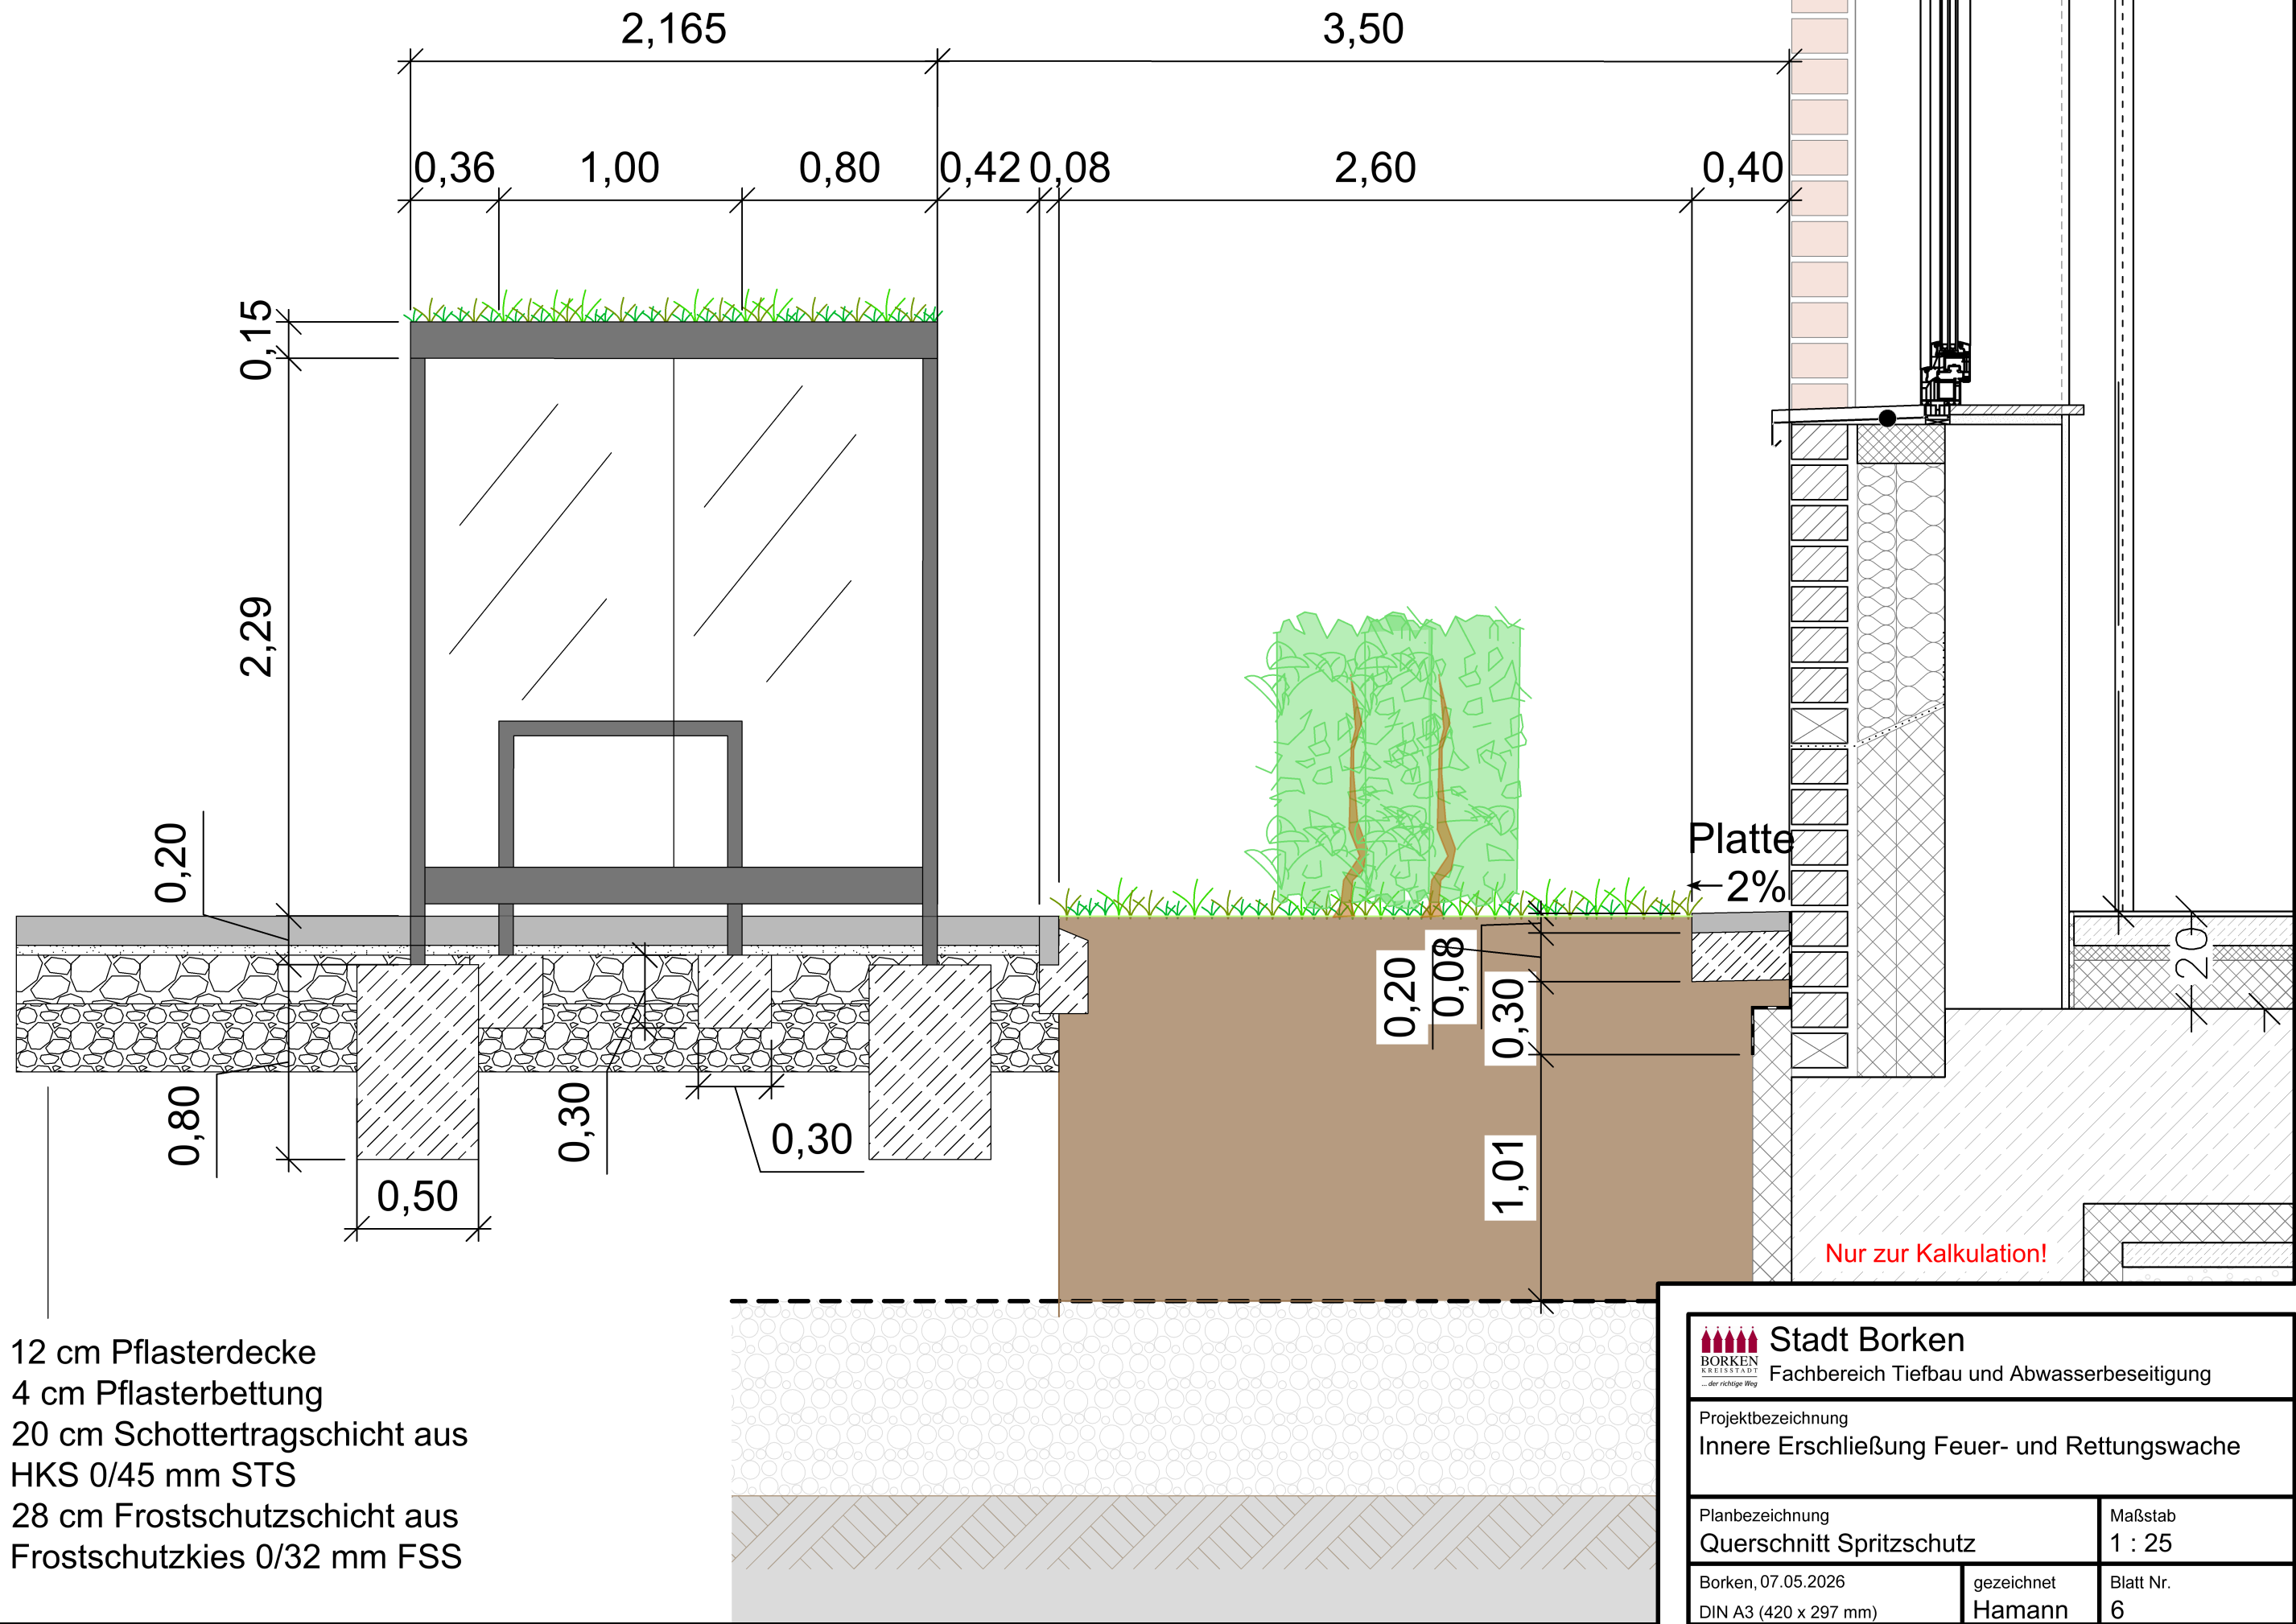 2,165
3,50
0,36
1,00
0,80
0,42
0,08
2,60
0,40
0,15
2,29
0,20
Platte
2%
0,20
0,08
0,30
20
0,80
0,30
0,30
0,50
1,01
Nur zur Kalkulation!
12 cm Pflasterdecke
4 cm Pflasterbettung
20 cm Schottertragschicht aus
HKS 0/45 mm STS
28 cm Frostschutzschicht aus
Frostschutzkies 0/32 mm FSS
BORKEN
KREISSTADT
... der richtige Weg
Stadt Borken
Fachbereich Tiefbau und Abwasserbeseitigung
Projektbezeichnung
Innere Erschließung Feuer- und Rettungswache
Planbezeichnung
Querschnitt Spritzschutz
Maßstab
1 : 25
Borken, 07.05.2026
DIN A3 (420 x 297 mm)
gezeichnet
Hamann
Blatt Nr.
6